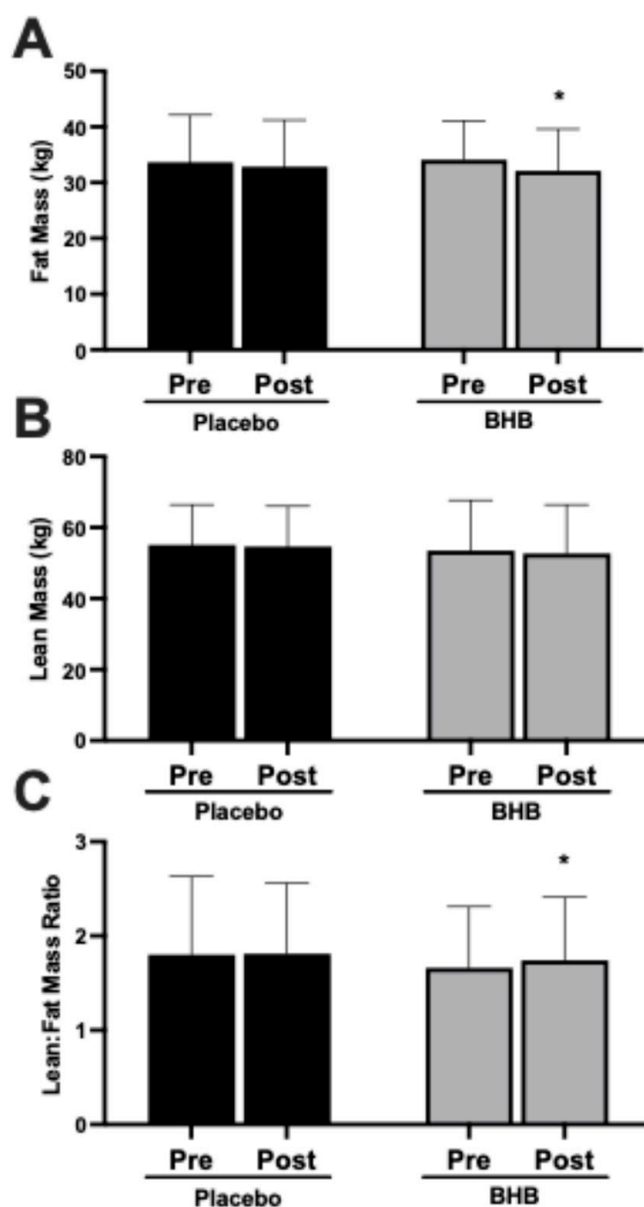 A
Fat Mass (kg)
50
40
30
20
10
0
*
Pre Post Pre Post
Placebo BHB
B
Lean Mass (kg)
80
60
40
20
0
Pre Post Pre Post
Placebo BHB
C
Lean:Fat Mass Ratio
3
2
1
0
*
Pre Post Pre Post
Placebo BHB